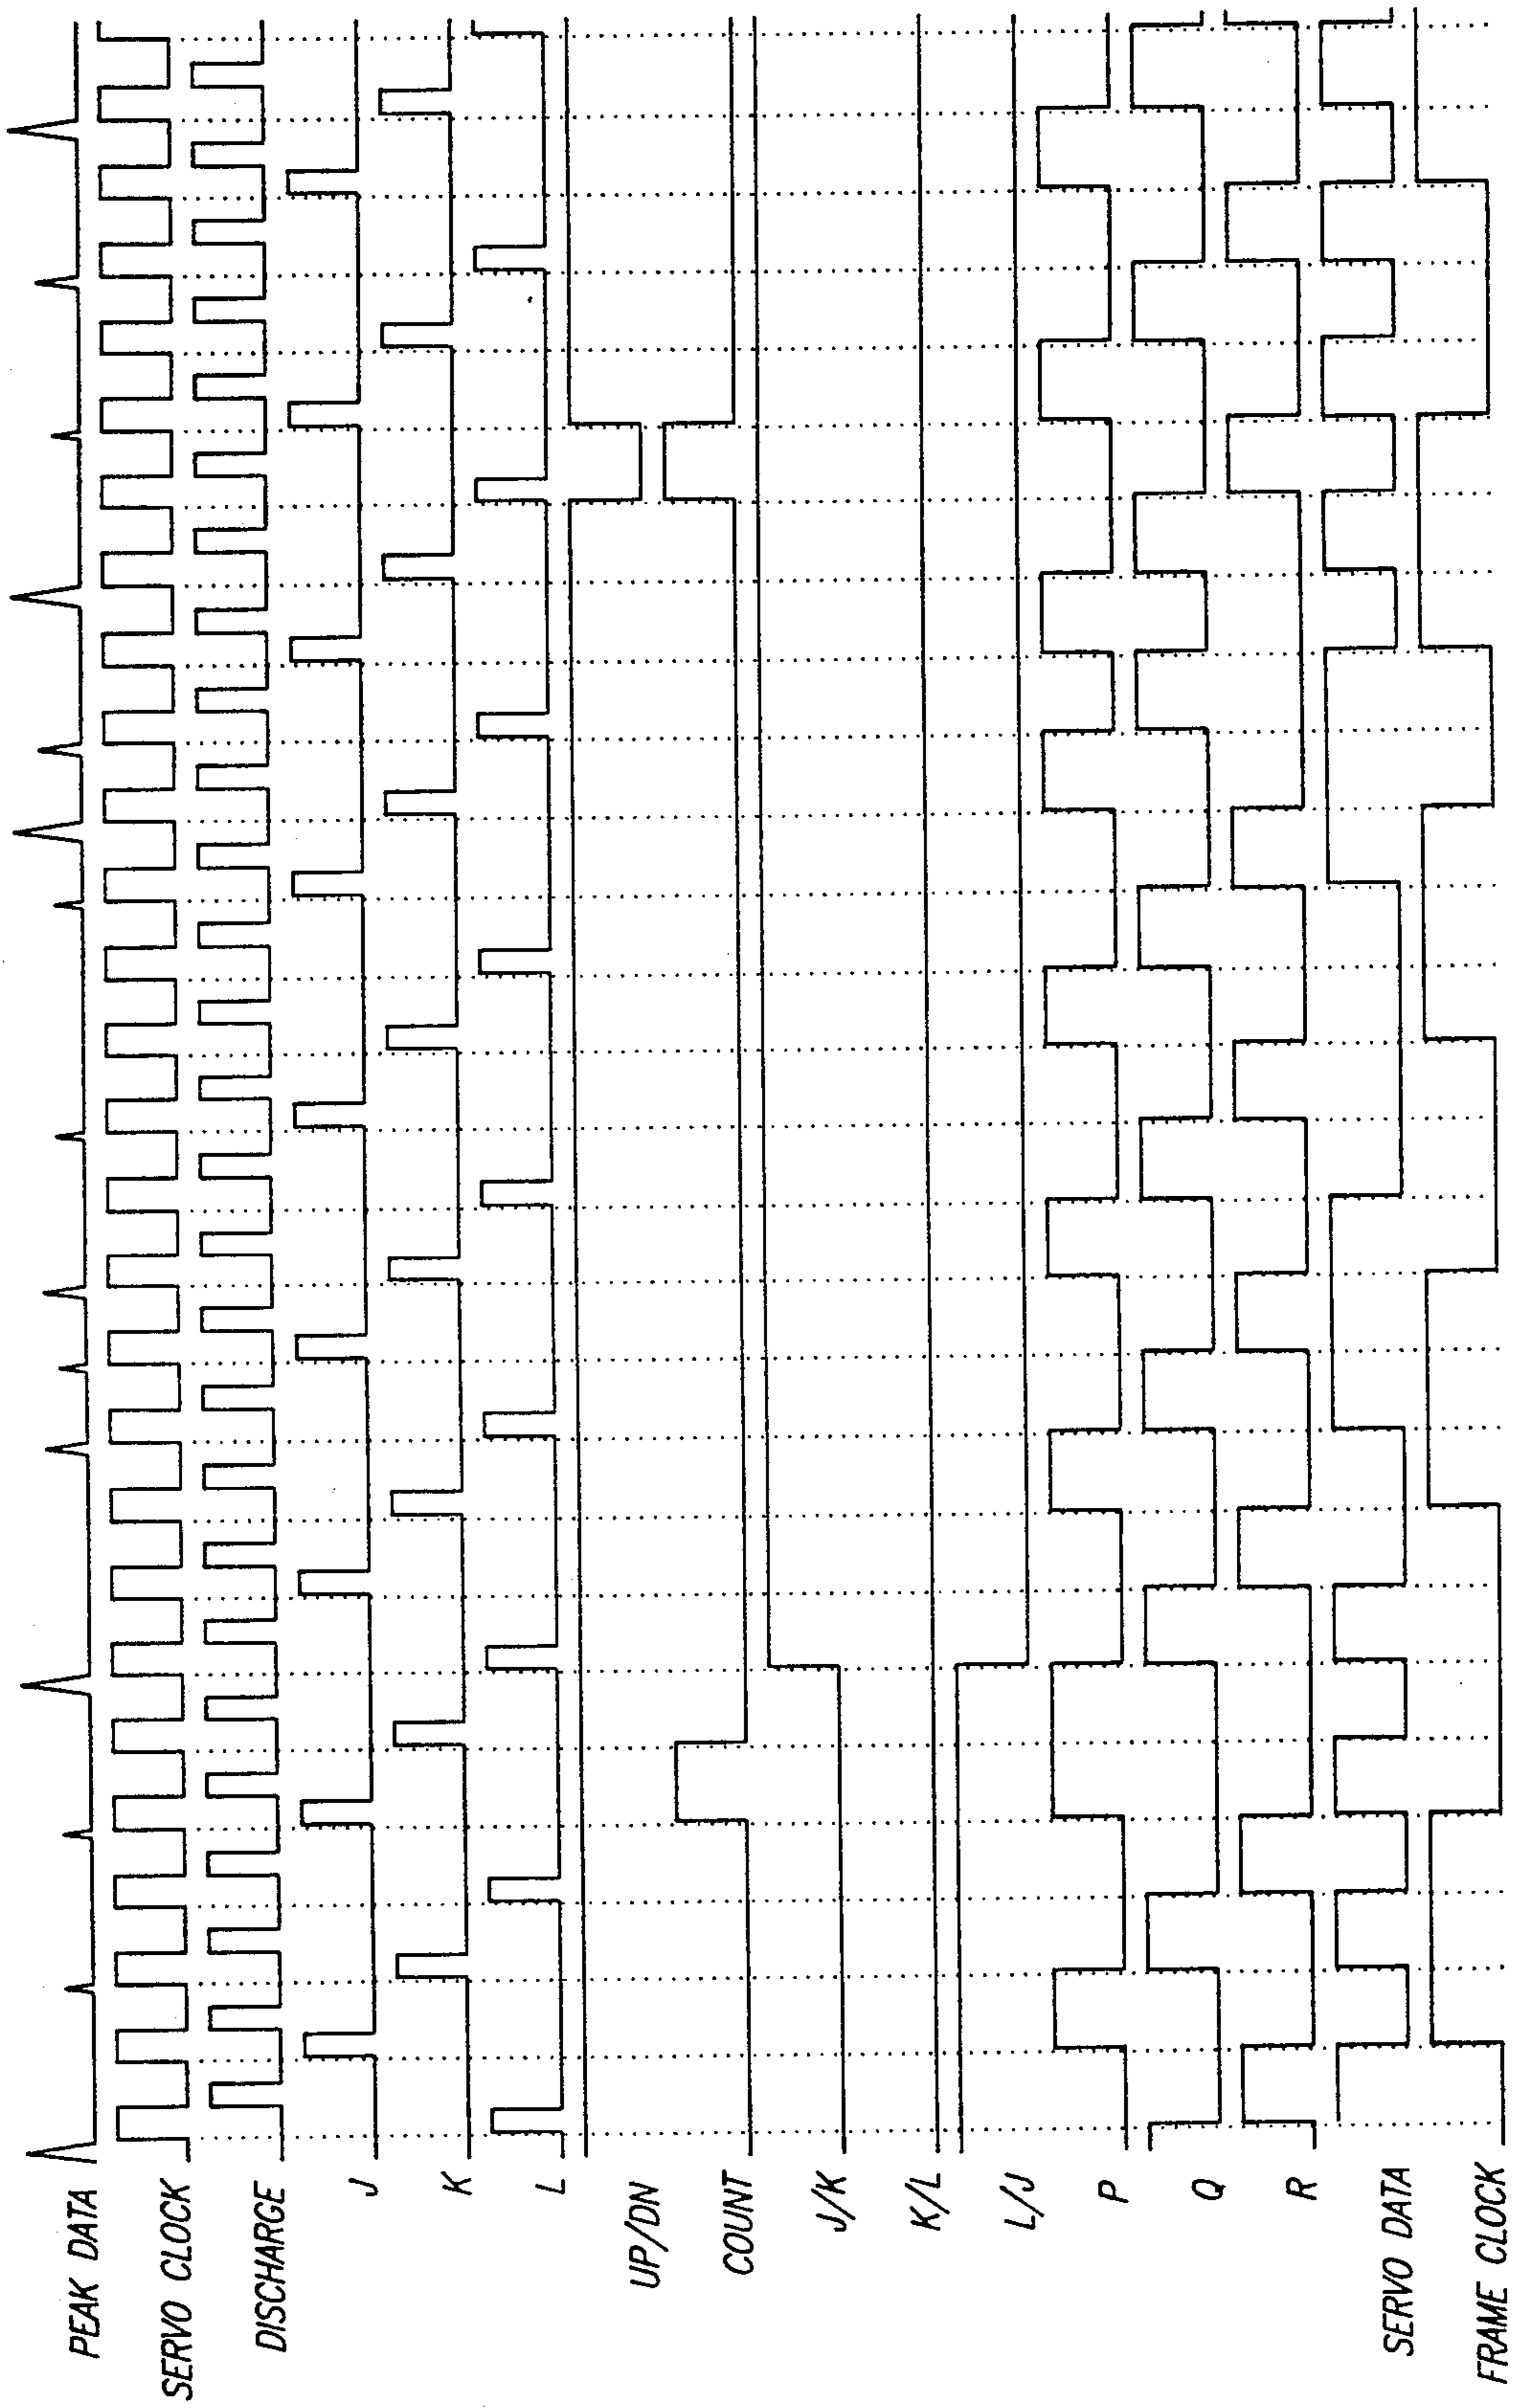 PEAK DATA
SERVO CLOCK
DISCHARGE
J
K
L
UP/DN
COUNT
J/K
K/L
L/J
P
Q
R
SERVO DATA
FRAME CLOCK